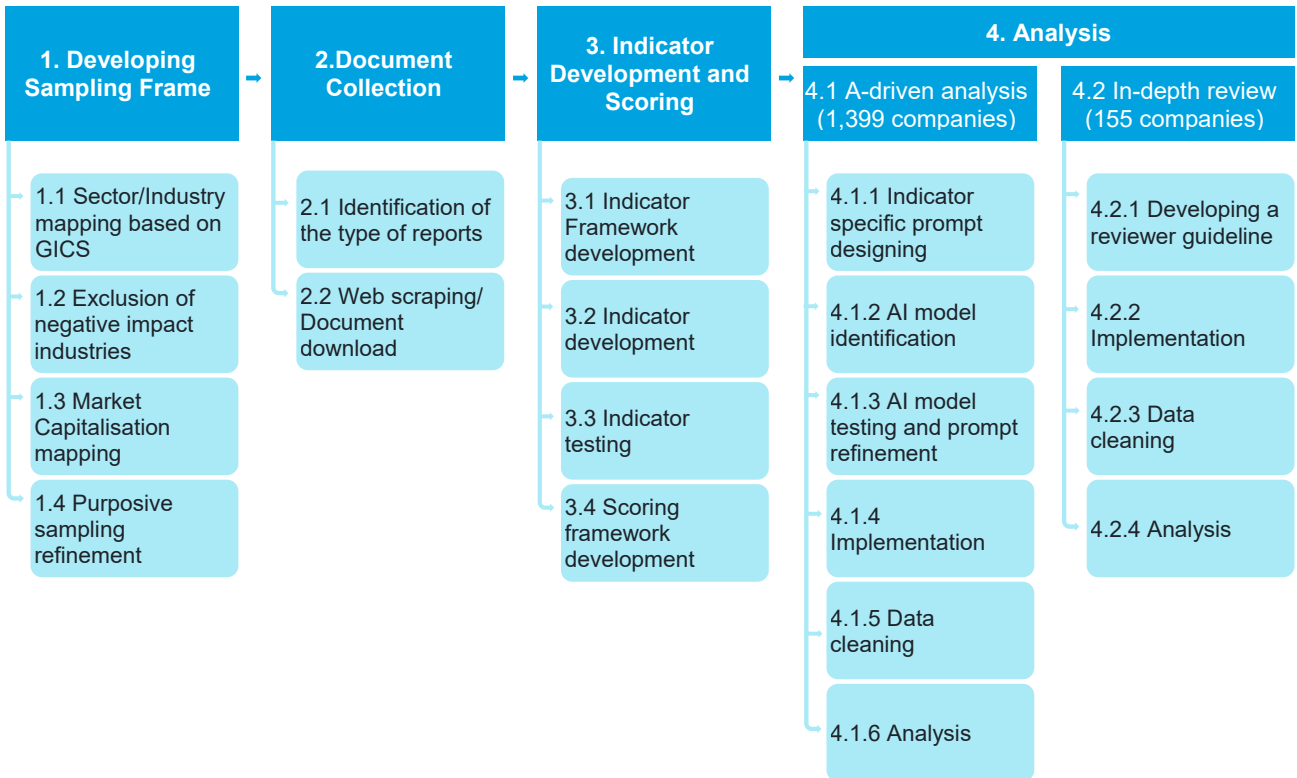 1. Developing
Sampling Frame
2.Document
Collection
3. Indicator
Development and
Scoring
4. Analysis
4.1 A-driven analysis
(1,399 companies)
4.2 In-depth review
(155 companies)
1.1 Sector/Industry
mapping based on
GICS
1.2 Exclusion of
negative impact
industries
1.3 Market
Capitalisation
mapping
1.4 Purposive
sampling
refinement
2.1 Identification of
the type of reports
2.2 Web scraping/
Document
download
3.1 Indicator
Framework
development
3.2 Indicator
development
3.3 Indicator
testing
3.4 Scoring
framework
development
4.1.1 Indicator
specific prompt
designing
4.1.2 AI model
identification
4.1.3 AI model
testing and prompt
refinement
4.1.4
Implementation
4.1.5 Data
cleaning
4.1.6 Analysis
4.2.1 Developing a
reviewer guideline
4.2.2
Implementation
4.2.3 Data
cleaning
4.2.4 Analysis